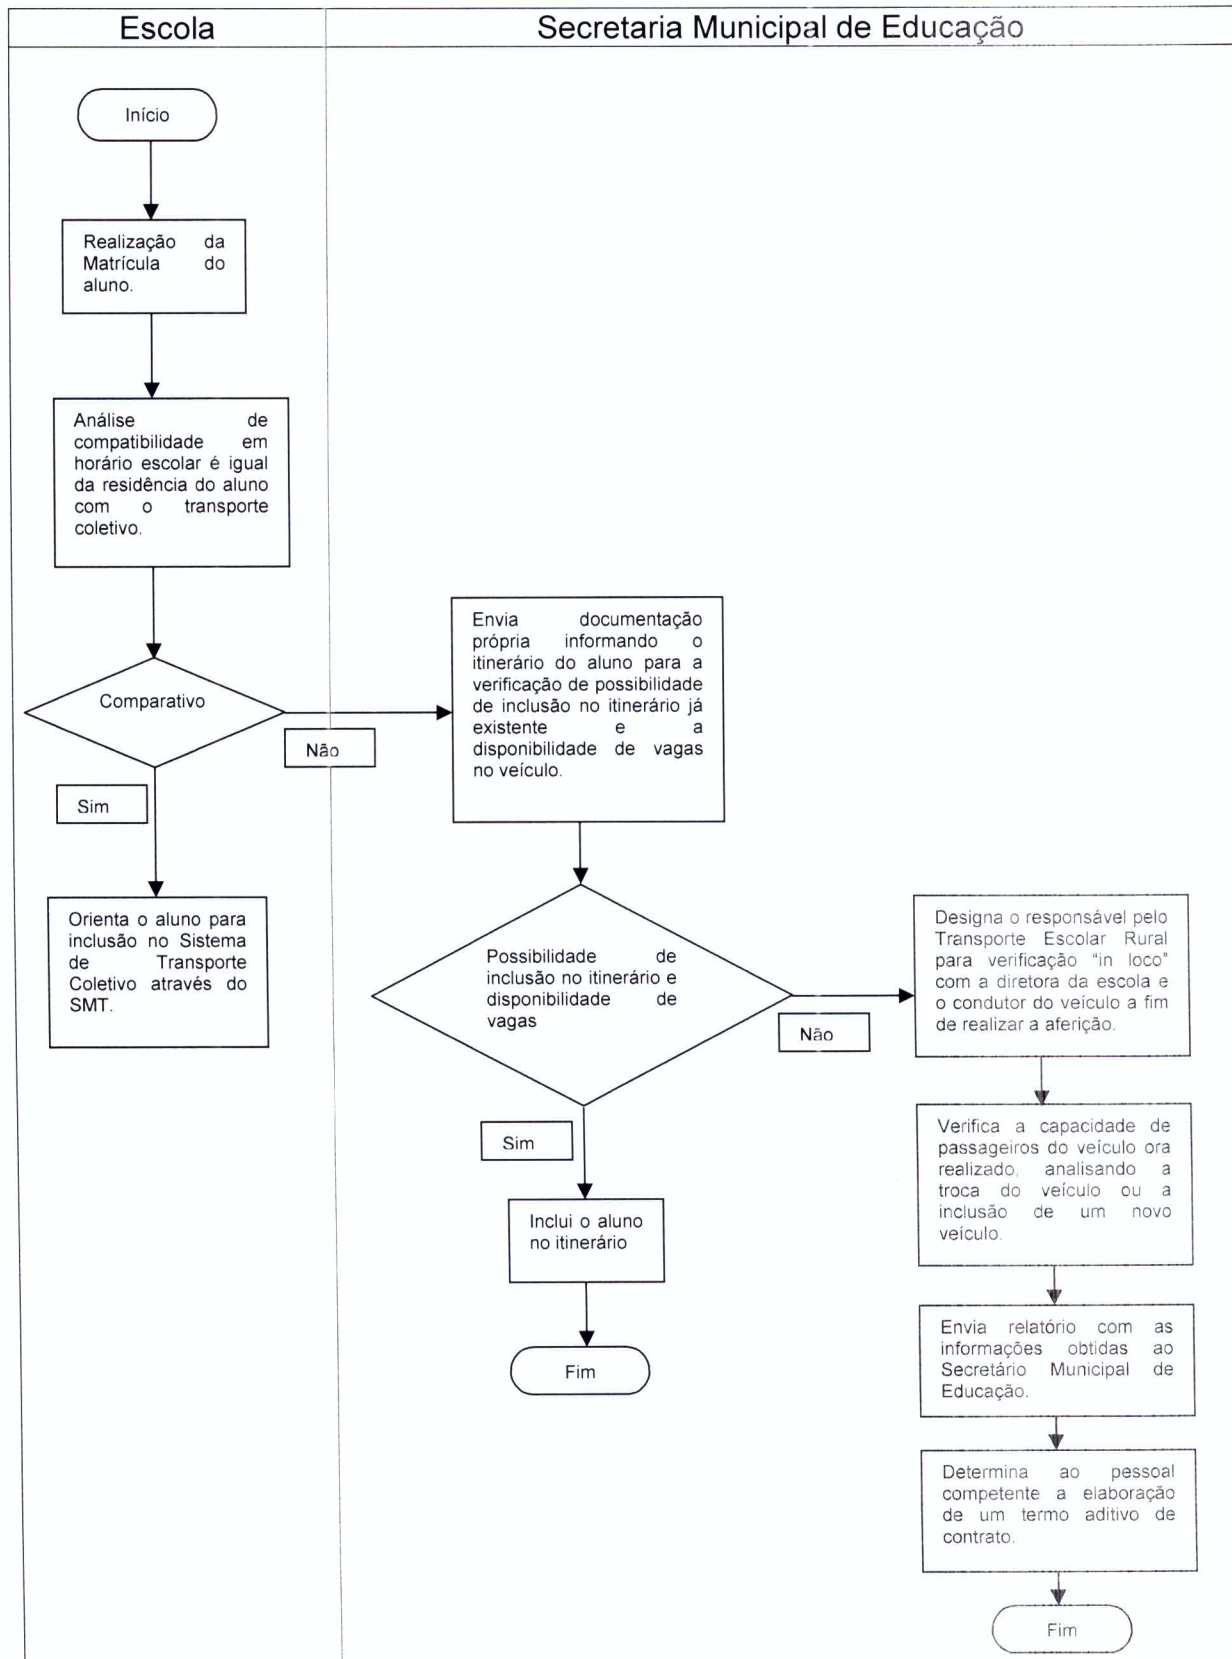 Escola
Secretaria Municipal de Educação
Início
Realização da
Matrícula do
aluno.
Análise de
compatibilidade em
horário escolar é igual
da residência do aluno
com o transporte
coletivo.
Comparativo
Não
Sim
Orienta o aluno para
inclusão no Sistema
de Transporte
Coletivo através do
SMT.
Envia documentação
própria informando o
itinerário do aluno para a
verificação de possibilidade
de inclusão no itinerário já
existente e a
disponibilidade de vagas
no veículo.
Possibilidade de
inclusão no itinerário e
disponibilidade de
vagas
Não
Sim
Inclui o aluno
no itinerário
Fim
Designa o responsável pelo
Transporte Escolar Rural
para verificação “in loco”
com a diretora da escola e
o condutor do veículo a fim
de realizar a aferição.
Verifica a capacidade de
passageiros do veículo ora
realizado, analisando a
troca do veículo ou a
inclusão de um novo
veículo.
Envia relatório com as
informações obtidas ao
Secretário Municipal de
Educação.
Determina ao pessoal
competente a elaboração
de um termo aditivo de
contrato.
Fim